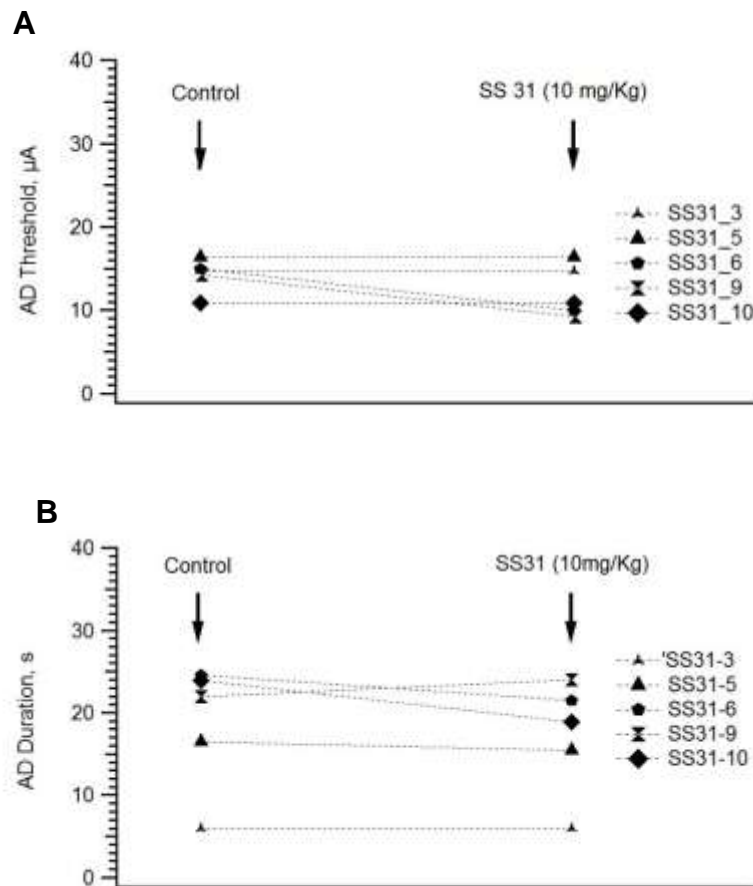 A
40
Control
SS 31 (10 mg/Kg)
30
20
10
0
AD Threshold, µA
SS31_3
SS31_5
SS31_6
SS31_9
SS31_10
B
40
Control
SS31 (10mg/Kg)
30
20
10
0
AD Duration, s
'SS31-3
SS31-5
SS31-6
SS31-9
SS31-10